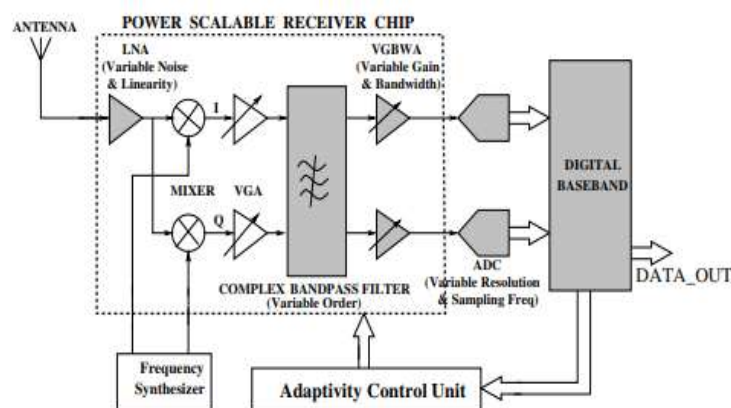 POWER SCALABLE RECEIVER CHIP
ANTENNA
LNA
(Variable Noise
& Linearity)
VGBWA
(Variable Gain
& Bandwidth)
I
MIXER
VGA
Q
DIGITAL
BASEBAND
COMPLEX BANDPASS FILTER
(Variable Order)
ADC
(Variable Resolution
& Sampling Freq)
DATA_OUT
Frequency
Synthesizer
Adaptivity Control Unit